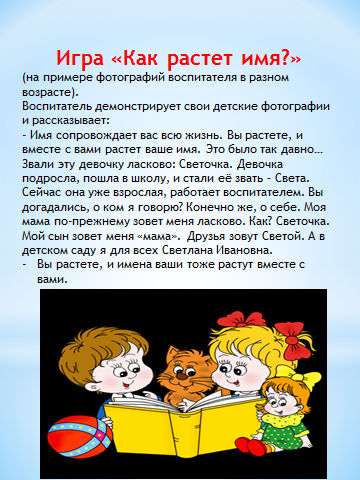 Игра «Как растет имя?»
(на примере фотографий воспитателя в разном
возрасте).
Воспитатель демонстрирует свои детские фотографии
и рассказывает:
- Имя сопровождает вас всю жизнь. Вы растете, и
вместе с вами растет ваше имя. Это было так давно…
Звали эту девочку ласково: Светочка. Девочка
подросла, пошла в школу, и стали её звать - Света.
Сейчас она уже взрослая, работает воспитателем. Вы
догадались, о ком я говорю? Конечно же, о себе. Моя
мама по-прежнему зовет меня ласково. Как? Светочка.
Мой сын зовет меня «мама». Друзья зовут Светой. А в
детском саду я для всех Светлана Ивановна.
- Вы растете, и имена ваши тоже растут вместе с
вами.